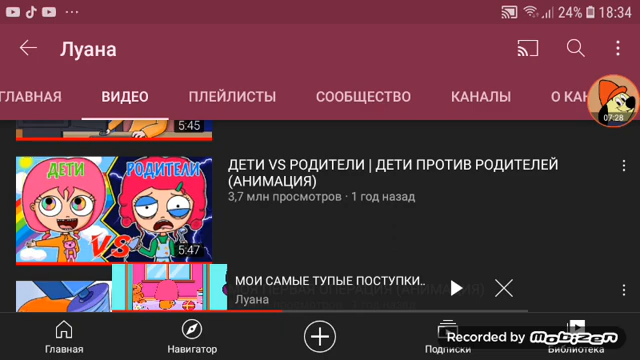 24% 18:34
Луана
ГЛАВНАЯ ВИДЕО ПЛЕЙЛИСТЫ СООБЩЕСТВО КАНАЛЫ О КАН
07:28
5:45
ДЕТИ РОДИТЕЛИ
VS
5:47
ДЕТИ VS РОДИТЕЛИ | ДЕТИ ПРОТИВ РОДИТЕЛЕЙ
(АНИМАЦИЯ)
3,7 млн просмотров · 1 год назад
МОИ САМЫЕ ТУПЫЕ ПОСТУПКИ..
Луана
Главная Навигатор Подписки Библиотека
Recorded by Mobizen